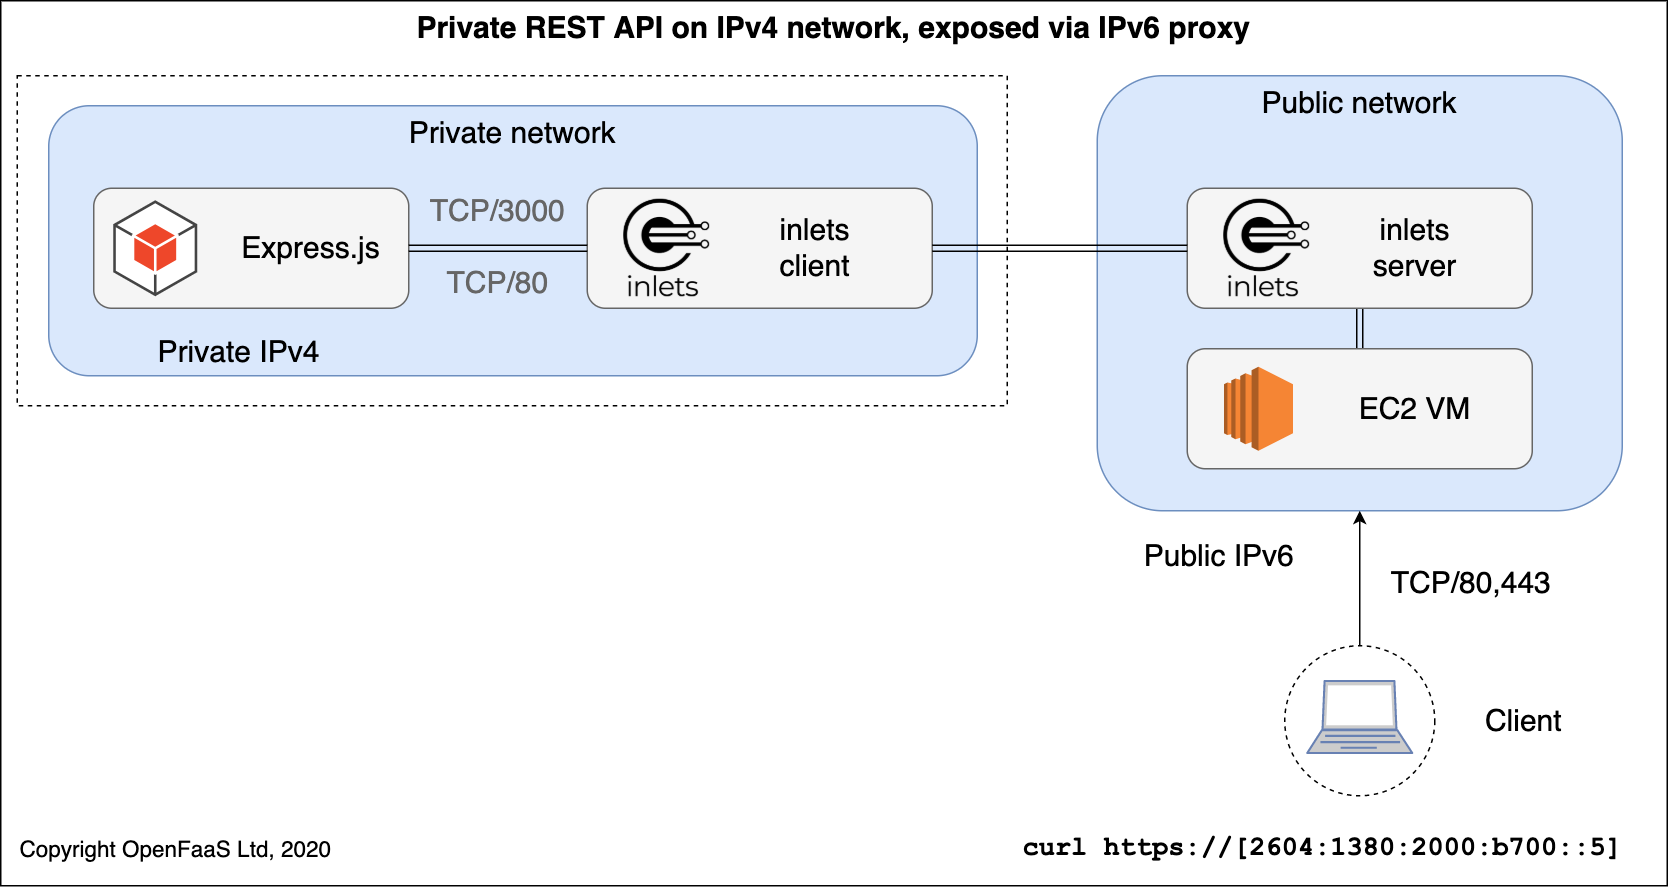 Private REST API on IPv4 network, exposed via IPv6 proxy
Private network
Express.js
TCP/3000
TCP/80
inlets
inlets
client
Private IPv4
Public network
inlets
inlets
server
EC2 VM
Public IPv6
TCP/80,443
Client
curl https://[2604:1380:2000:b700::5]
Copyright OpenFaaS Ltd, 2020